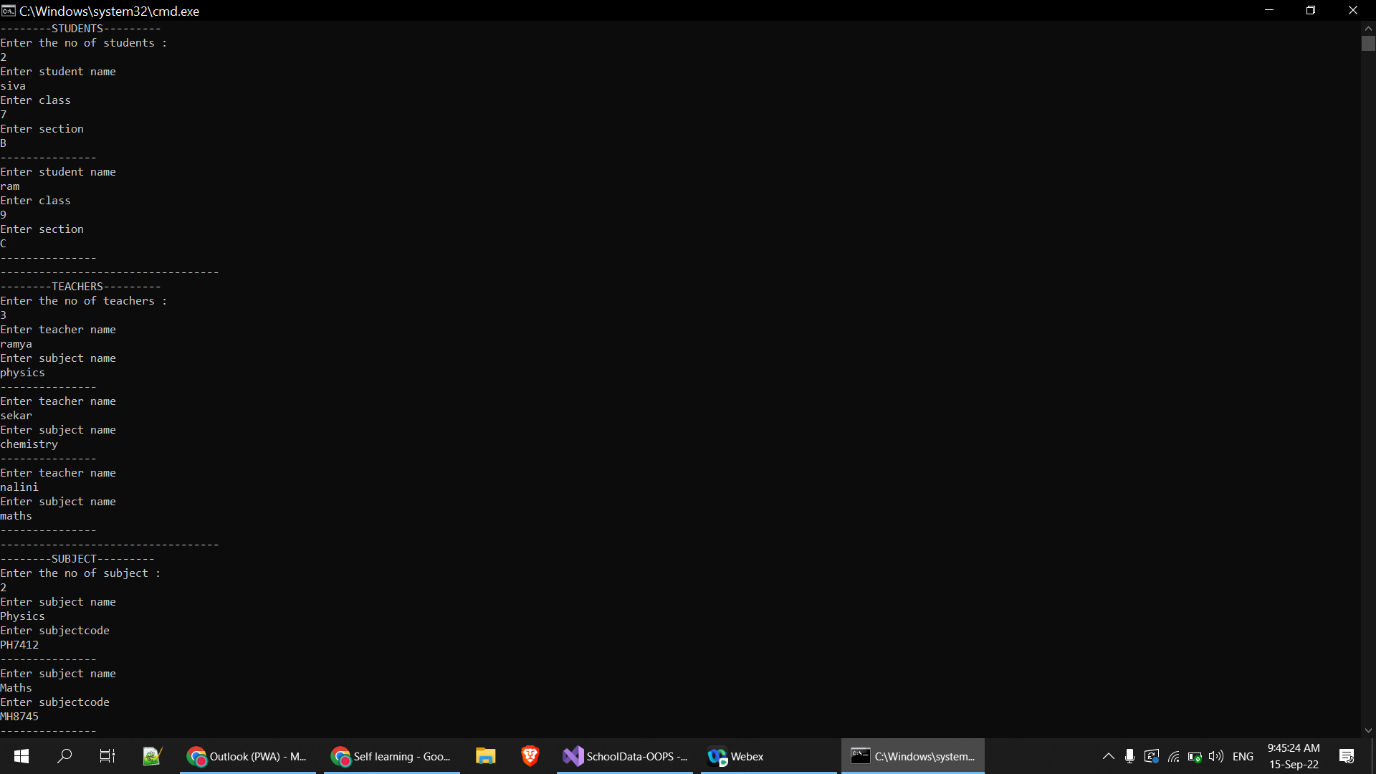 C:\Windows\system32\cmd.exe
--------STUDENTS---------
Enter the no of students :
2
Enter student name
siva
Enter class
7
Enter section
B
---------------
Enter student name
ram
Enter class
9
Enter section
C
---------------
----------------------------------
--------TEACHERS---------
Enter the no of teachers :
3
Enter teacher name
ramya
Enter subject name
physics
---------------
Enter teacher name
sekar
Enter subject name
chemistry
---------------
Enter teacher name
nalini
Enter subject name
maths
---------------
----------------------------------
--------SUBJECT---------
Enter the no of subject :
2
Enter subject name
Physics
Enter subjectcode
PH7412
---------------
Enter subject name
Maths
Enter subjectcode
MH8745
---------------
Outlook (PWA) - M...
Self learning - Goo...
SchoolData-OOPS -...
Webex
C:\Windows\system...
ENG
9:45:24 AM
15-Sep-22